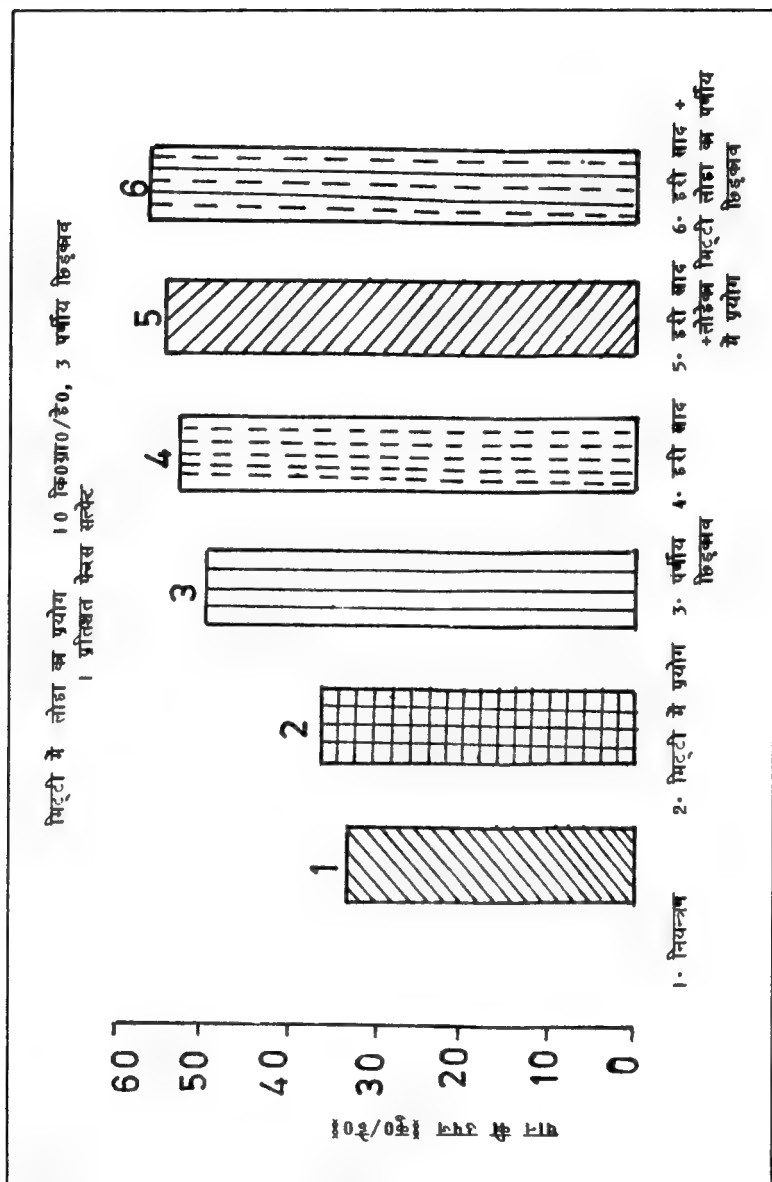 मिट्टी में लोहा का प्रयोग 10 कि0ग्रा0/हे0, 3 पर्णीय छिड़काव
1 प्रतिशत फेरस सल्फेट
धान की उपज कु0/हे0
60
50
40
30
20
10
0
1
2
3
4
5
6
1· नियन्त्रण
2· मिट्टी में प्रयोग
3· पर्णीय
छिड़काव
4· हरी खाद
5· हरी खाद
+लोहेका मिट्टी
में प्रयोग
6· हरी खाद +
लोहा का पर्णीय
छिड़काव